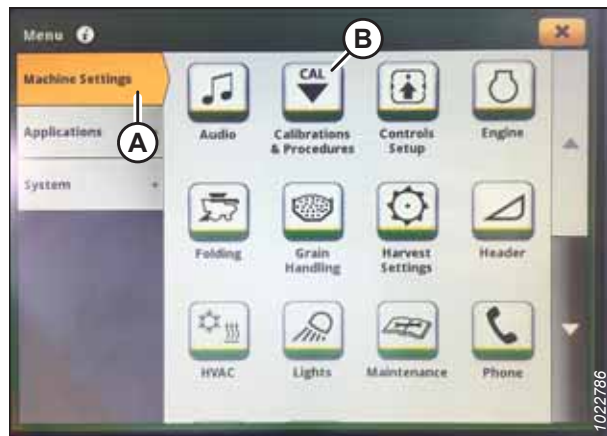 Menu i
B
Machine Settings
CAL
A
Applications
Audio
Calibrations
& Procedures
Controls
Setup
Engine
System +
Folding
Grain
Handling
Harvest
Settings
Header
HVAC
Lights
Maintenance
Phone
1022786